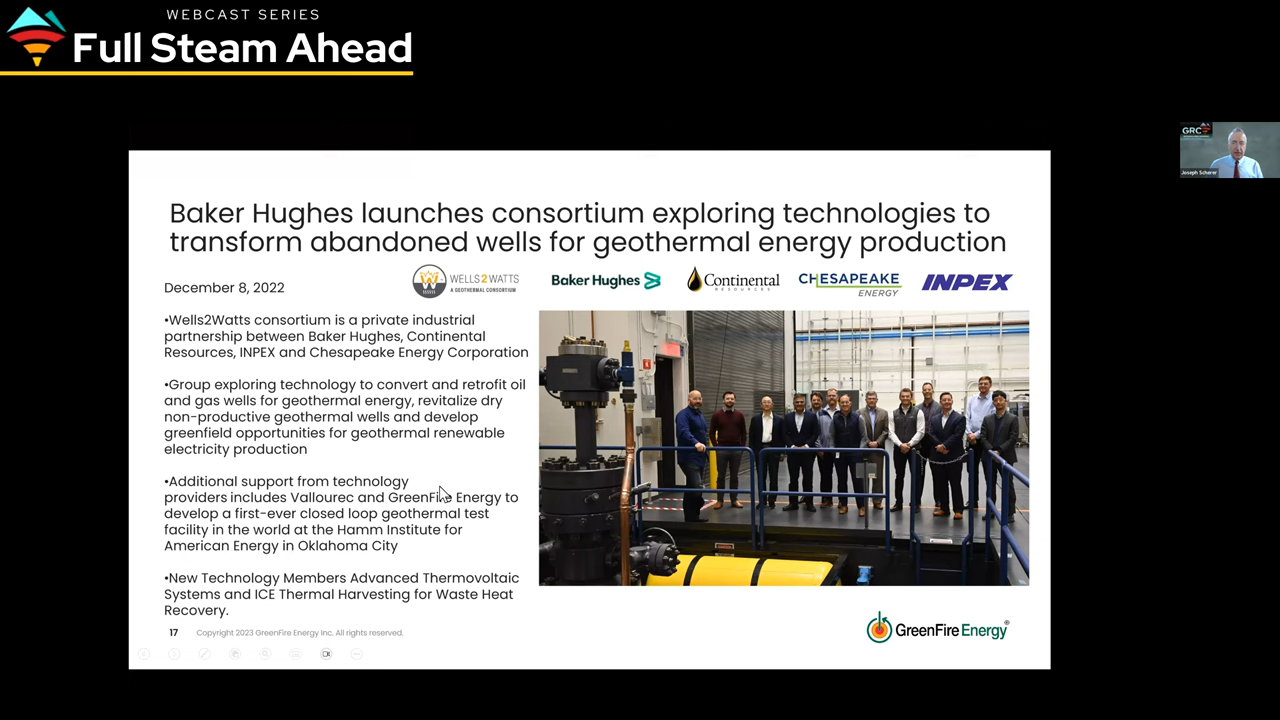 WEBCAST SERIES
Full Steam Ahead
GRC
Joseph Scherer
Baker Hughes launches consortium exploring technologies to
transform abandoned wells for geothermal energy production
December 8, 2022
WELLS2WATTS
A GEOTHERMAL CONSORTIUM
Baker Hughes
Continental
RESOURCES
CHESAPEAKE
ENERGY
INPEX
•Wells2Watts consortium is a private industrial
partnership between Baker Hughes, Continental
Resources, INPEX and Chesapeake Energy Corporation
•Group exploring technology to convert and retrofit oil
and gas wells for geothermal energy, revitalize dry
non-productive geothermal wells and develop
greenfield opportunities for geothermal renewable
electricity production
•Additional support from technology
providers includes Vallourec and GreenFire Energy to
develop a first-ever closed loop geothermal test
facility in the world at the Hamm Institute for
American Energy in Oklahoma City
•New Technology Members Advanced Thermovoltaic
Systems and ICE Thermal Harvesting for Waste Heat
Recovery.
17 Copyright 2023 GreenFire Energy Inc. All rights reserved.
GreenFire Energy®